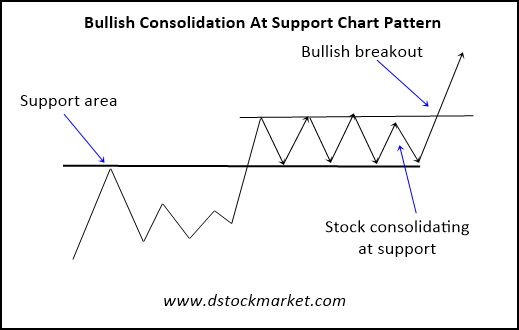 Bullish Consolidation At Support Chart Pattern
Bullish breakout
Support area
Stock consolidating
at support
www.dstockmarket.com